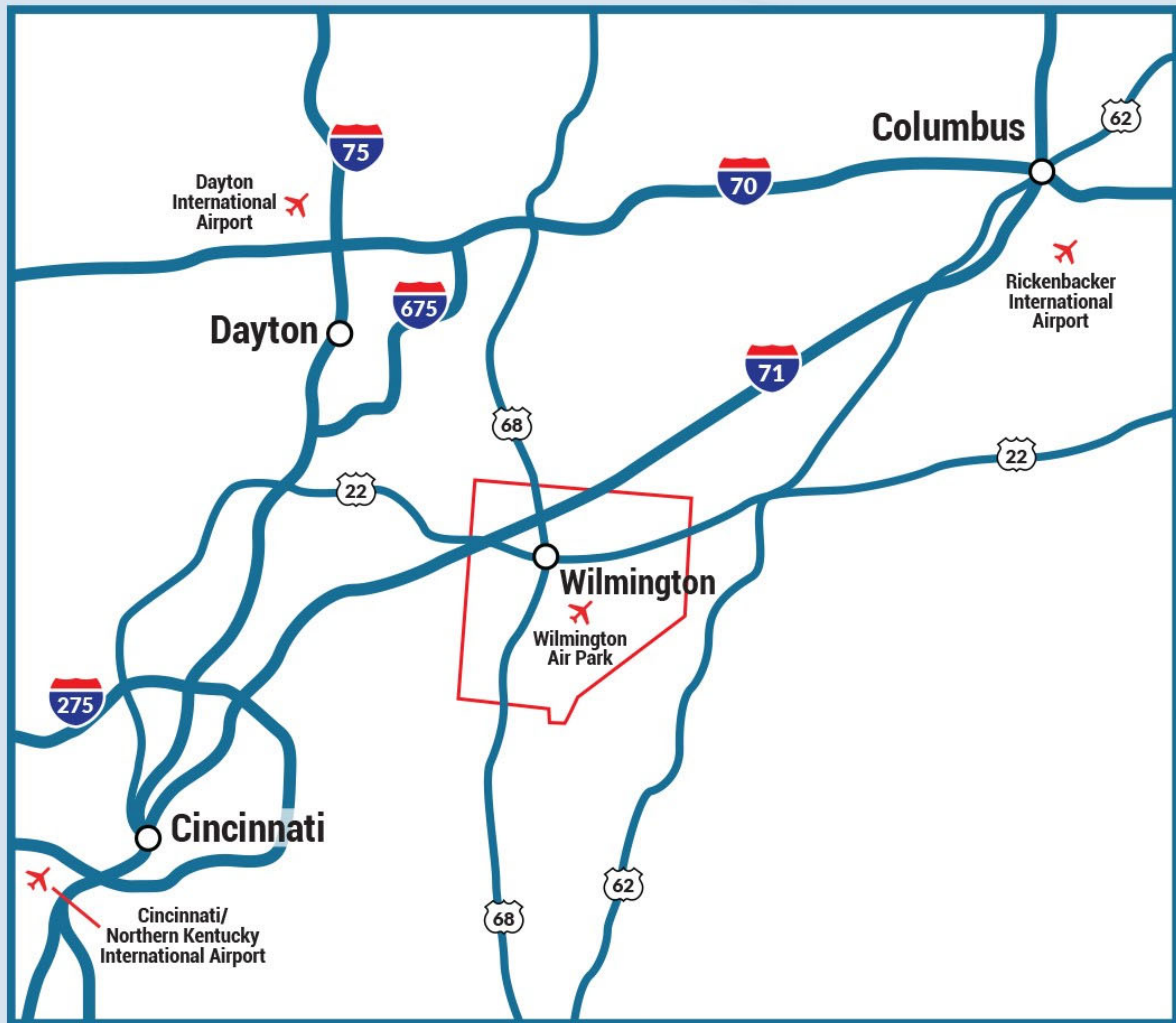 Columbus
62
75
70
Dayton
International
Airport
675
Rickenbacker
International
Airport
Dayton
71
68
22
22
Wilmington
Wilmington
Air Park
275
Cincinnati
62
68
Cincinnati/
Northern Kentucky
International Airport